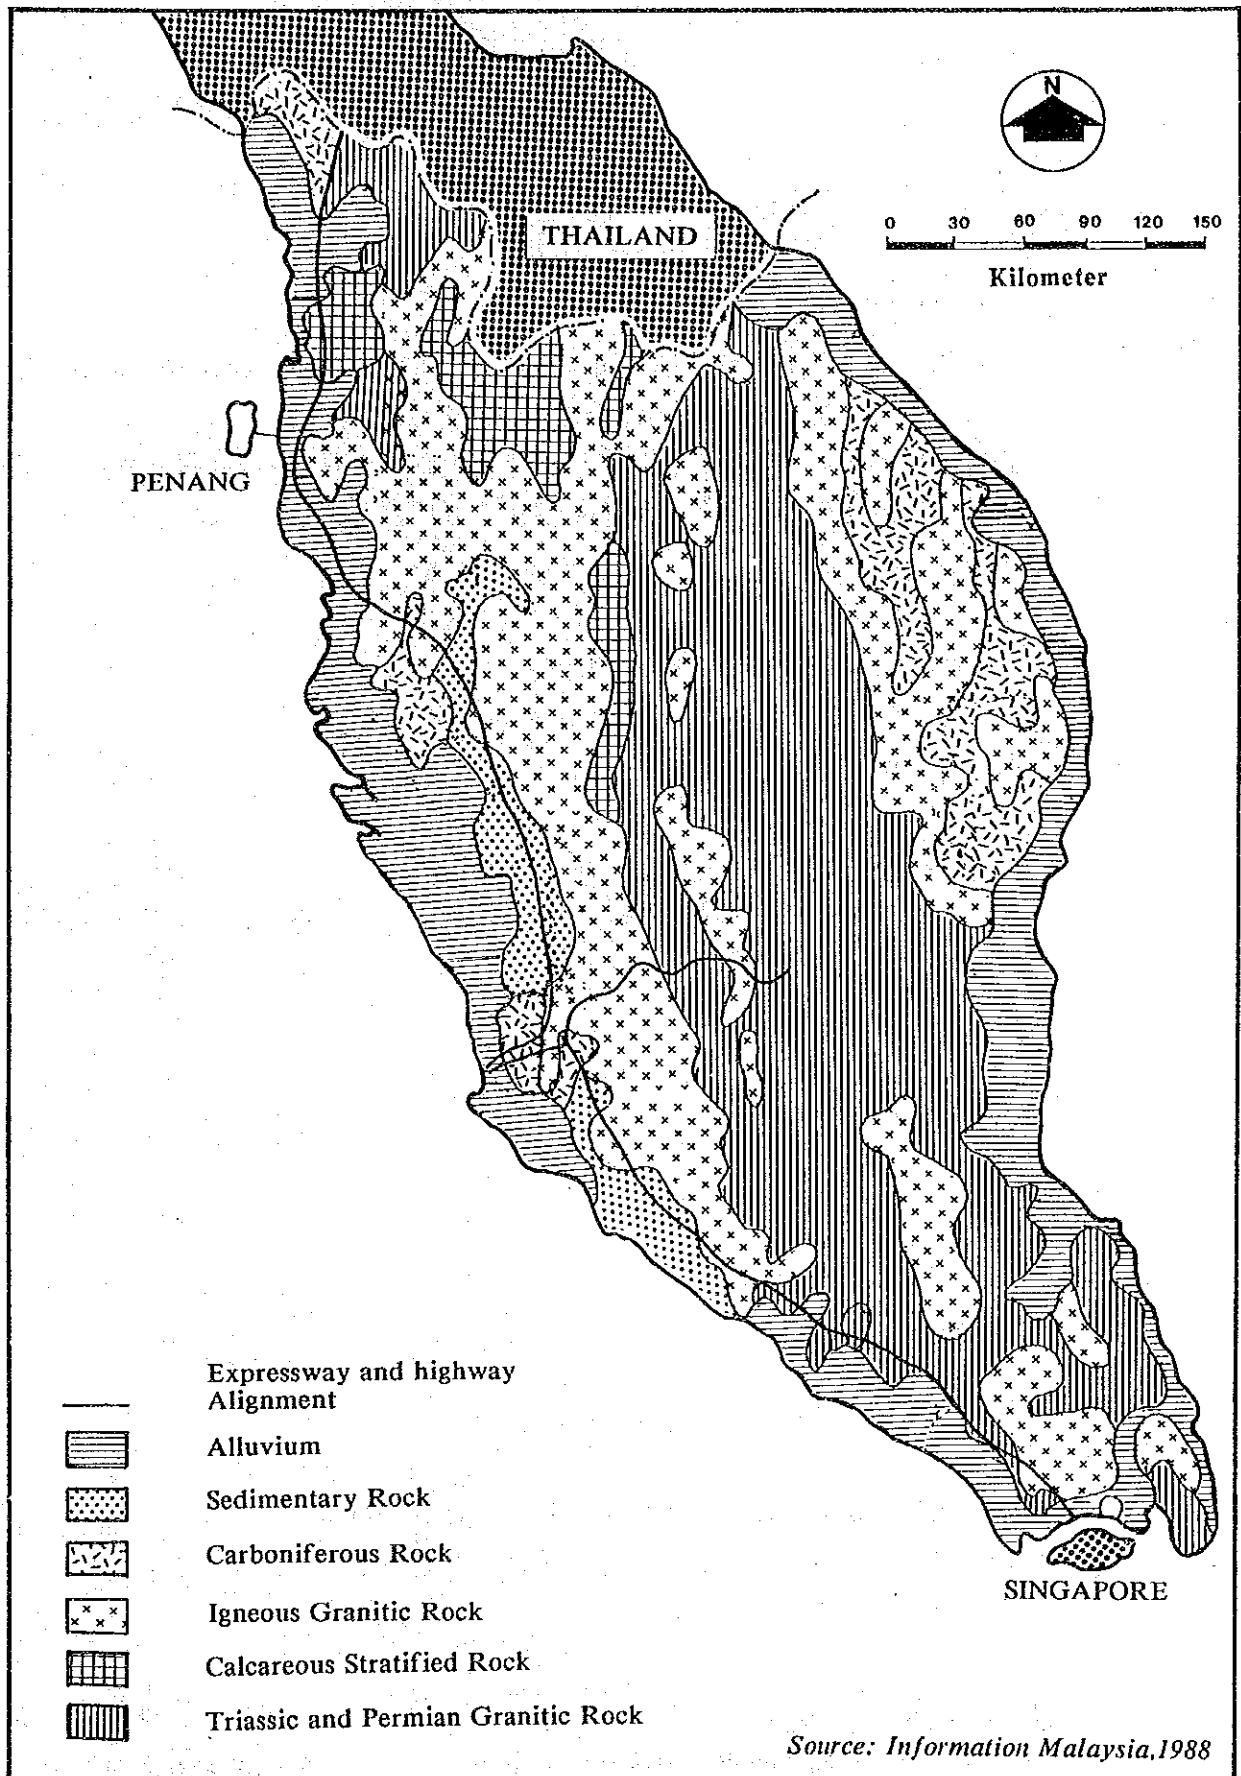 N
0 30 60 90 120 150
Kilometer
THAILAND
PENANG
SINGAPORE
Expressway and highway
Alignment
Alluvium
Sedimentary Rock
Carboniferous Rock
Igneous Granitic Rock
Calcareous Stratified Rock
Triassic and Permian Granitic Rock
Source: Information Malaysia,1988